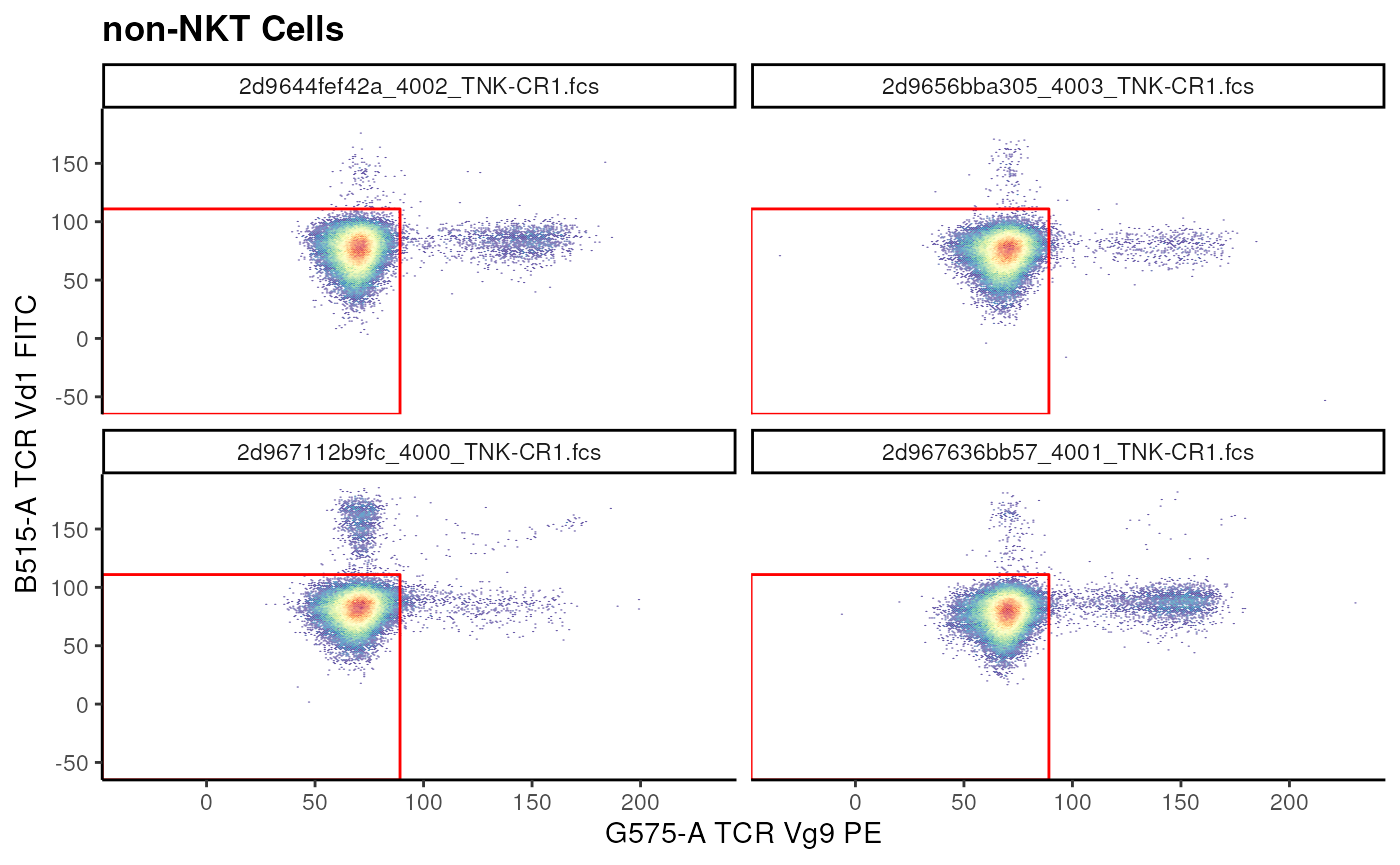 non-NKT Cells
2d9644fef42a_4002_TNK-CR1.fcs
2d9656bba305_4003_TNK-CR1.fcs
150
100
50
0
-50
2d967112b9fc_4000_TNK-CR1.fcs
2d967636bb57_4001_TNK-CR1.fcs
150
100
50
0
-50
0 50 100 150 200
0 50 100 150 200
B515-A TCR Vd1 FITC
G575-A TCR Vg9 PE